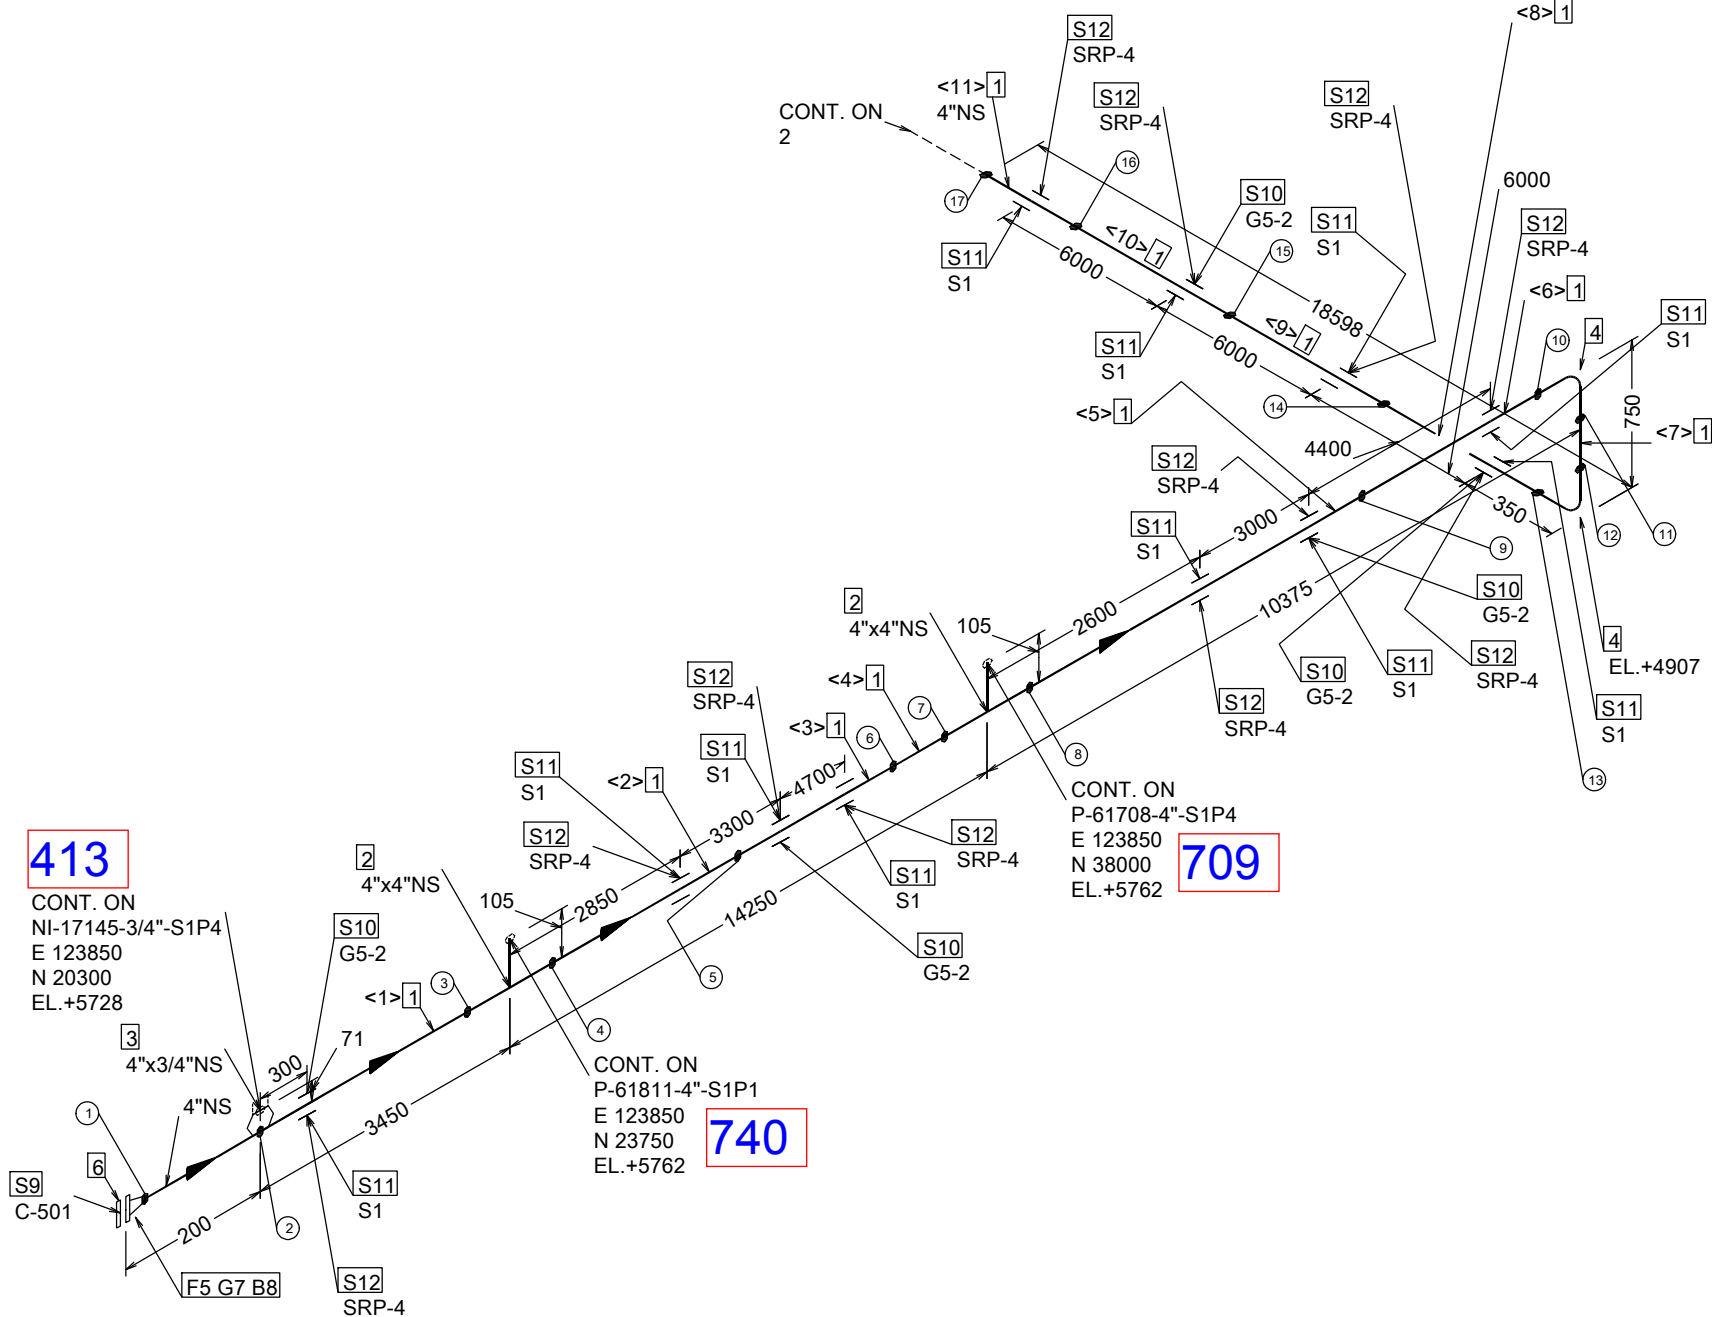 <8> 1
S12
SRP-4
<11> 1
4"NS
S12
SRP-4
S12
SRP-4
CONT. ON
2
16
17
6000
S10
G5-2
S11
S1
S12
SRP-4
<10> 1
6000
S11
S1
15
18598
<6> 1
S11
S1
<9> 1
6000
S11
S1
10
4
<5> 1
14
750
4400
<7> 1
S12
SRP-4
350
3000
S11
S1
9
12
11
10375
S10
G5-2
2
4"x4"NS
105
2600
4
EL.+4907
S12
SRP-4
S11
S1
S10
G5-2
S12
SRP-4
<4> 1
S12
SRP-4
S11
S1
7
<3> 1
6
8
13
S11
S1
4700
S11
S1
<2> 1
CONT. ON
P-61708-4"-S1P4
E 123850
N 38000
EL.+5762
709
3300
S12
SRP-4
S12
SRP-4
413
CONT. ON
NI-17145-3/4"-S1P4
E 123850
N 20300
EL.+5728
2
4"x4"NS
S11
S1
105
2850
14250
S10
G5-2
S10
G5-2
5
3
<1> 1
4
71
3
4"x3/4"NS
300
CONT. ON
P-61811-4"-S1P1
E 123850
N 23750
EL.+5762
740
1
4"NS
3450
6
S9
C-501
S11
S1
200
2
F5 G7 B8
S12
SRP-4